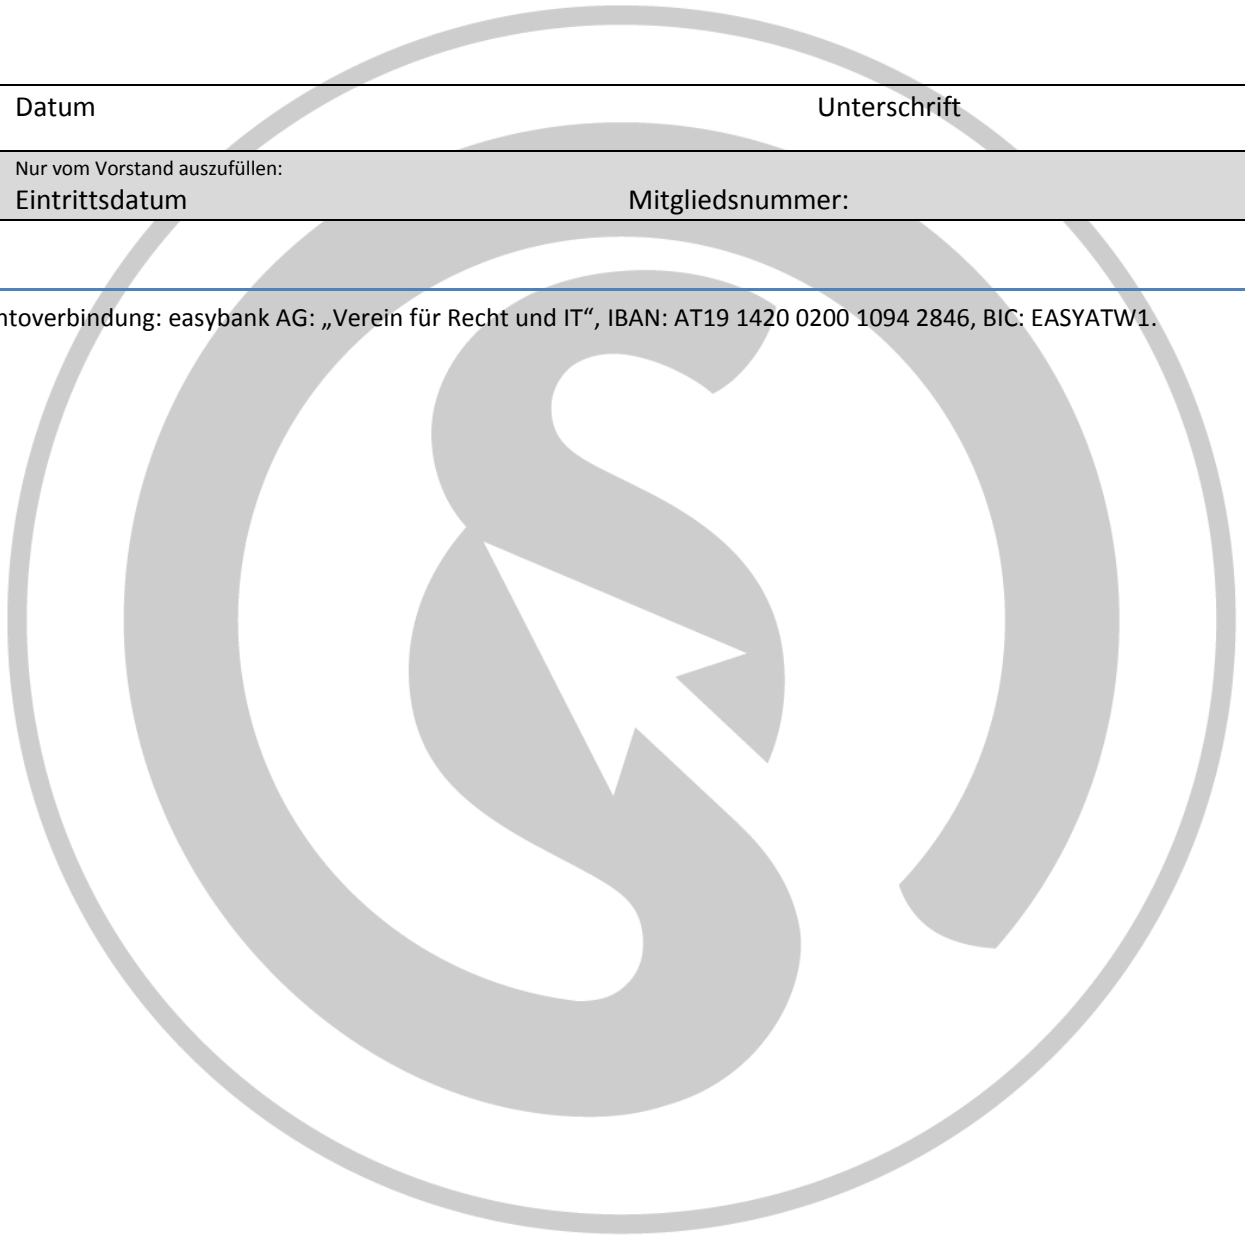 Datum Unterschrift
Nur vom Vorstand auszufüllen:
Eintrittsdatum Mitgliedsnummer:
ntoverbindung: easybank AG: „Verein für Recht und IT“, IBAN: AT19 1420 0200 1094 2846, BIC: EASYATW1.